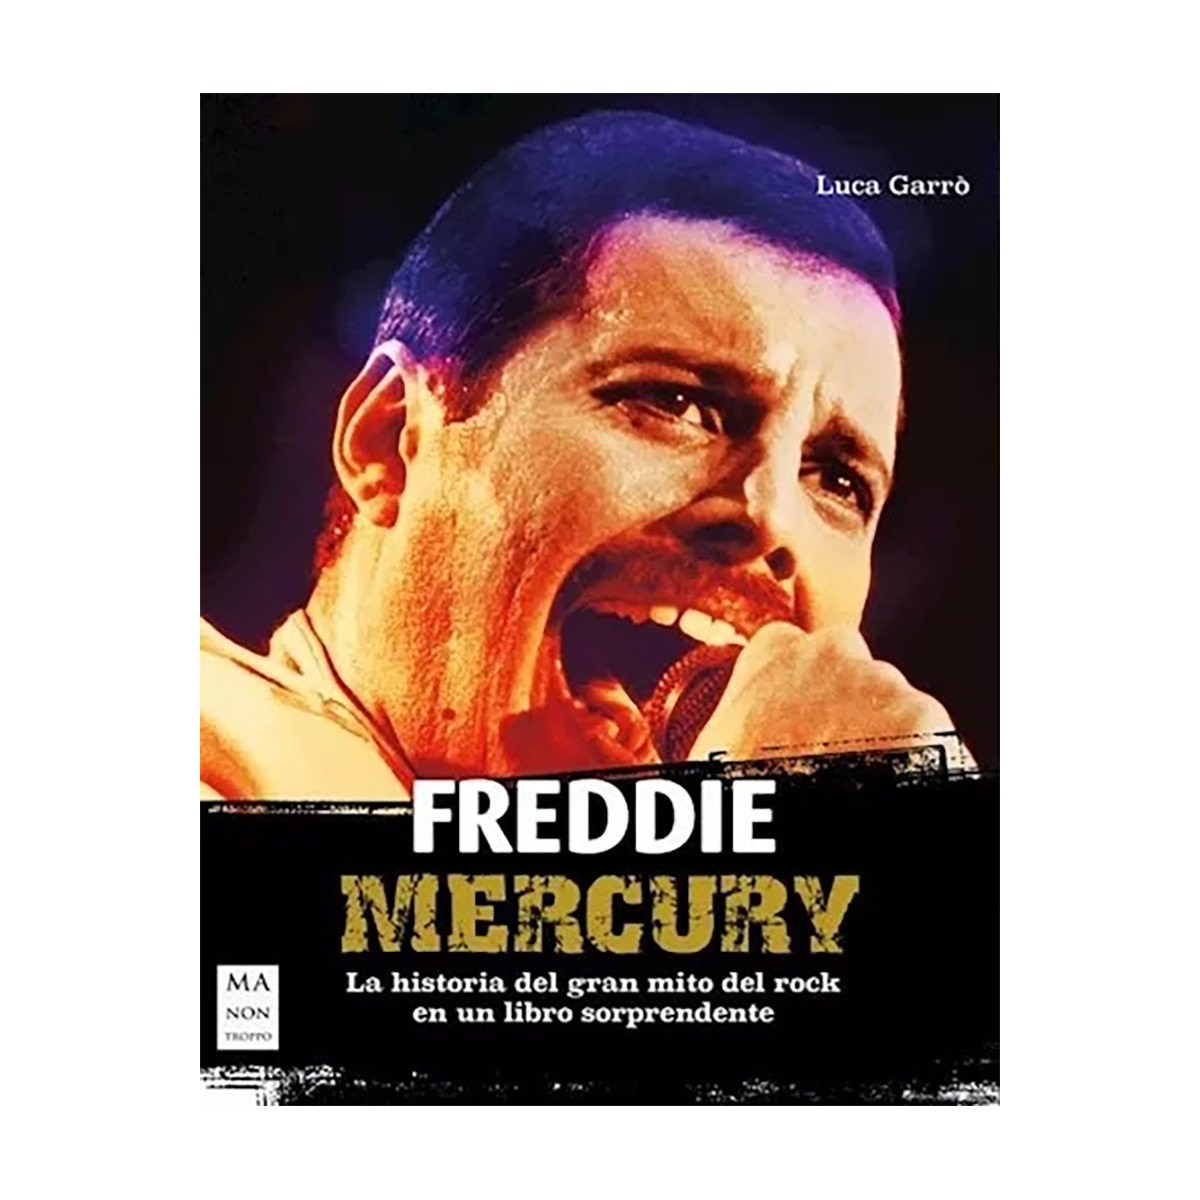 Luca Garrò
FREDDIE
MERCURY
La historia del gran mito del rock
en un libro sorprendente
MA
NON
TROPPO